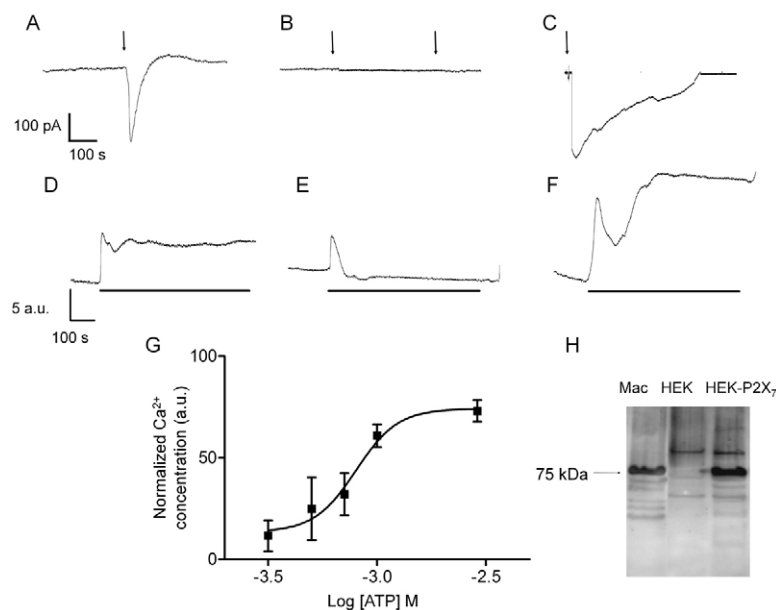 A
B
C
100 pA
100 s
D
E
F
5 a.u.
100 s
G
H
Normalized Ca²⁺
concentration (a.u.)
100
50
0
-3.5
-3.0
-2.5
Log [ATP] M
Mac HEK HEK-P2X₇
75 kDa